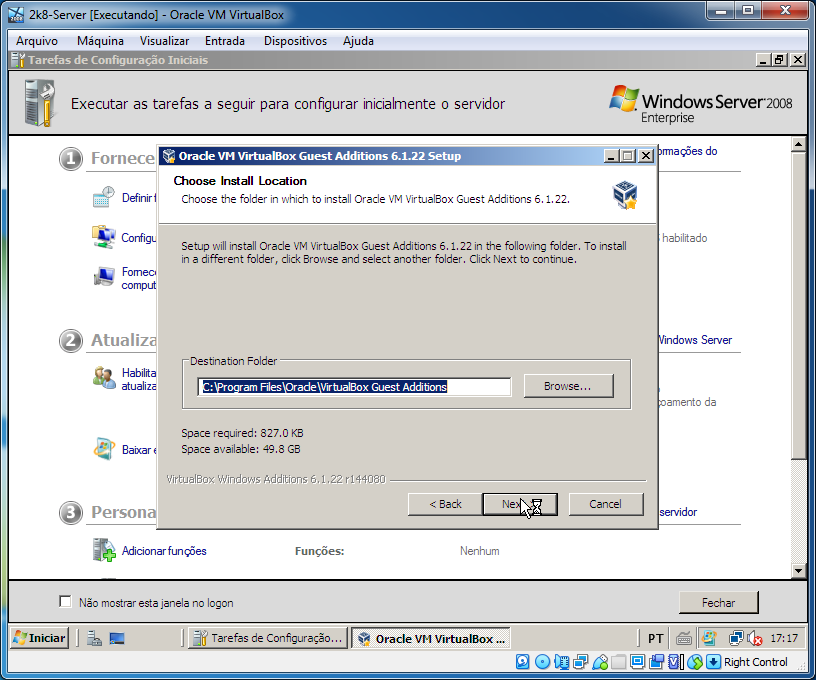 2k8-Server [Executando] - Oracle VM VirtualBox
Arquivo Máquina Visualizar Entrada Dispositivos Ajuda
Tarefas de Configuração Iniciais
Executar as tarefas a seguir para configurar inicialmente o servidor
Windows Server 2008
Enterprise
1 Fornece
ormações do
Definir f
Configu
habilitado
Fornec
comput
2 Atualiza
Windows Server
Habilita
atualiza
oamento da
Baixar e
3 Persona
servidor
Adicionar funções Funções: Nenhum
Oracle VM VirtualBox Guest Additions 6.1.22 Setup
Choose Install Location
Choose the folder in which to install Oracle VM VirtualBox Guest Additions 6.1.22.
Setup will install Oracle VM VirtualBox Guest Additions 6.1.22 in the following folder. To install
in a different folder, click Browse and select another folder. Click Next to continue.
Destination Folder
C:\Program Files\Oracle\VirtualBox Guest Additions
Browse...
Space required: 827.0 KB
Space available: 49.8 GB
VirtualBox Windows Additions 6.1.22 r144080
< Back Nex Cancel
Não mostrar esta janela no logon Fechar
Iniciar Tarefas de Configuração... Oracle VM VirtualBox ... PT 17:17
Right Control